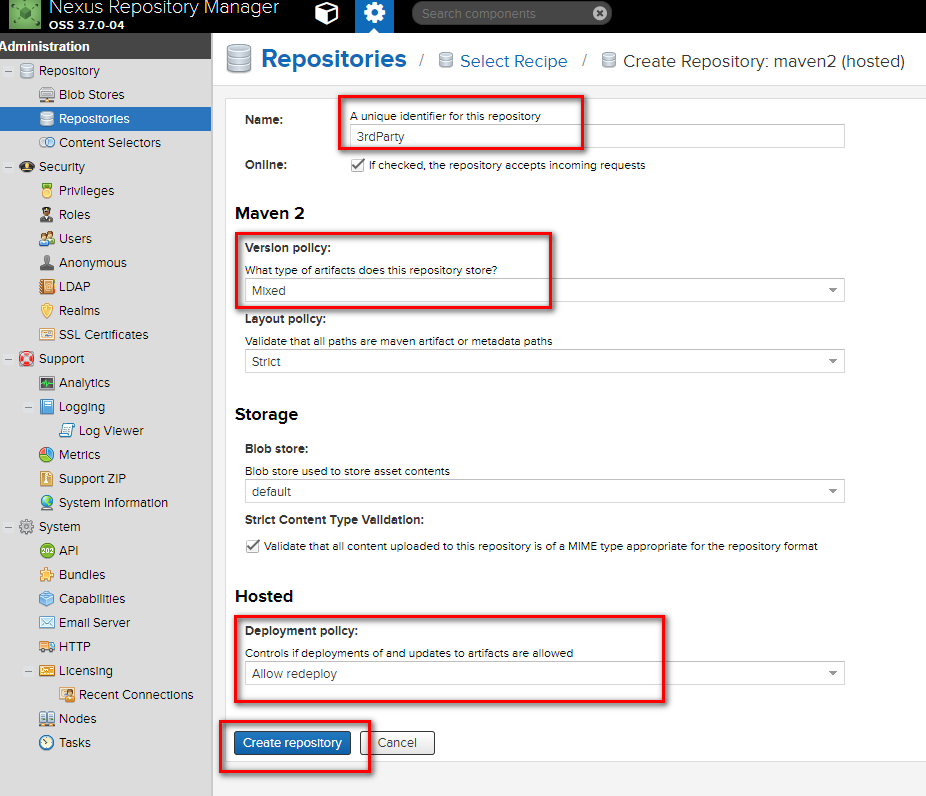 Nexus Repository Manager
OSS 3.7.0-04
Search components
Administration
Repository
Blob Stores
Repositories
Content Selectors
Security
Privileges
Roles
Users
Anonymous
LDAP
Realms
SSL Certificates
Support
Analytics
Logging
Log Viewer
Metrics
Support ZIP
System Information
System
202
API
Bundles
Capabilities
Email Server
HTTP
Licensing
Recent Connections
Nodes
Tasks
Repositories / Select Recipe / Create Repository: maven2 (hosted)
Name:
A unique identifier for this repository
3rdParty
Online:
If checked, the repository accepts incoming requests
Maven 2
Version policy:
What type of artifacts does this repository store?
Mixed
Layout policy:
Validate that all paths are maven artifact or metadata paths
Strict
Storage
Blob store:
Blob store used to store asset contents
default
Strict Content Type Validation:
Validate that all content uploaded to this repository is of a MIME type appropriate for the repository format
Hosted
Deployment policy:
Controls if deployments of and updates to artifacts are allowed
Allow redeploy
Create repository
Cancel